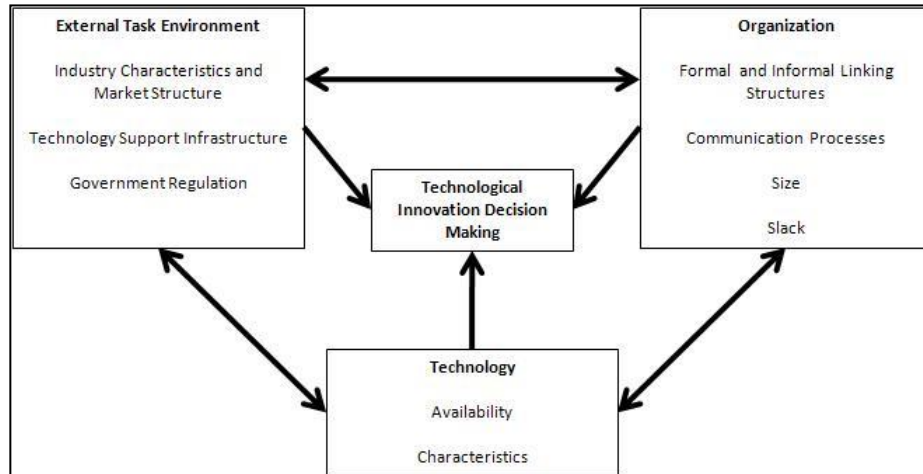 External Task Environment
Industry Characteristics and
Market Structure
Technology Support Infrastructure
Government Regulation
Organization
Formal and Informal Linking
Structures
Communication Processes
Size
Slack
Technological
Innovation Decision
Making
Technology
Availability
Characteristics